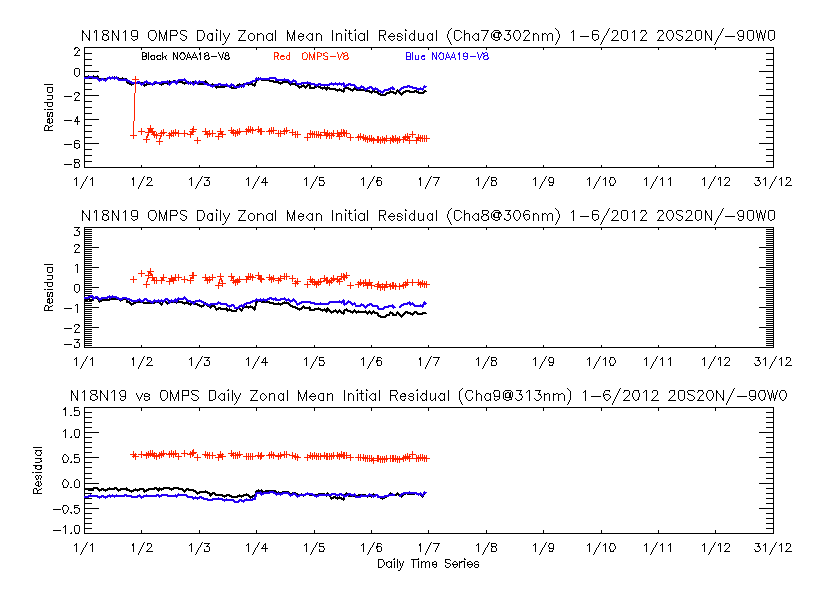 N18N19 OMPS Daily Zonal Mean Initial Residual (Cha7@302nm) 1-6/2012 20S20N/-90W0
Black NOAA18-V8 Red OMPS-V8 Blue NOAA19-V8
Residual
2
0
-2
-4
-6
-8
1/1 1/2 1/3 1/4 1/5 1/6 1/7 1/8 1/9 1/10 1/11 1/12 31/12
N18N19 OMPS Daily Zonal Mean Initial Residual (Cha8@306nm) 1-6/2012 20S20N/-90W0
Residual
3
2
1
0
-1
-2
-3
1/1 1/2 1/3 1/4 1/5 1/6 1/7 1/8 1/9 1/10 1/11 1/12 31/12
N18N19 vs OMPS Daily Zonal Mean Initial Residual (Cha9@313nm) 1-6/2012 20S20N/-90W0
Residual
1.5
1.0
0.5
0.0
-0.5
-1.0
1/1 1/2 1/3 1/4 1/5 1/6 1/7 1/8 1/9 1/10 1/11 1/12 31/12
Daily Time Series